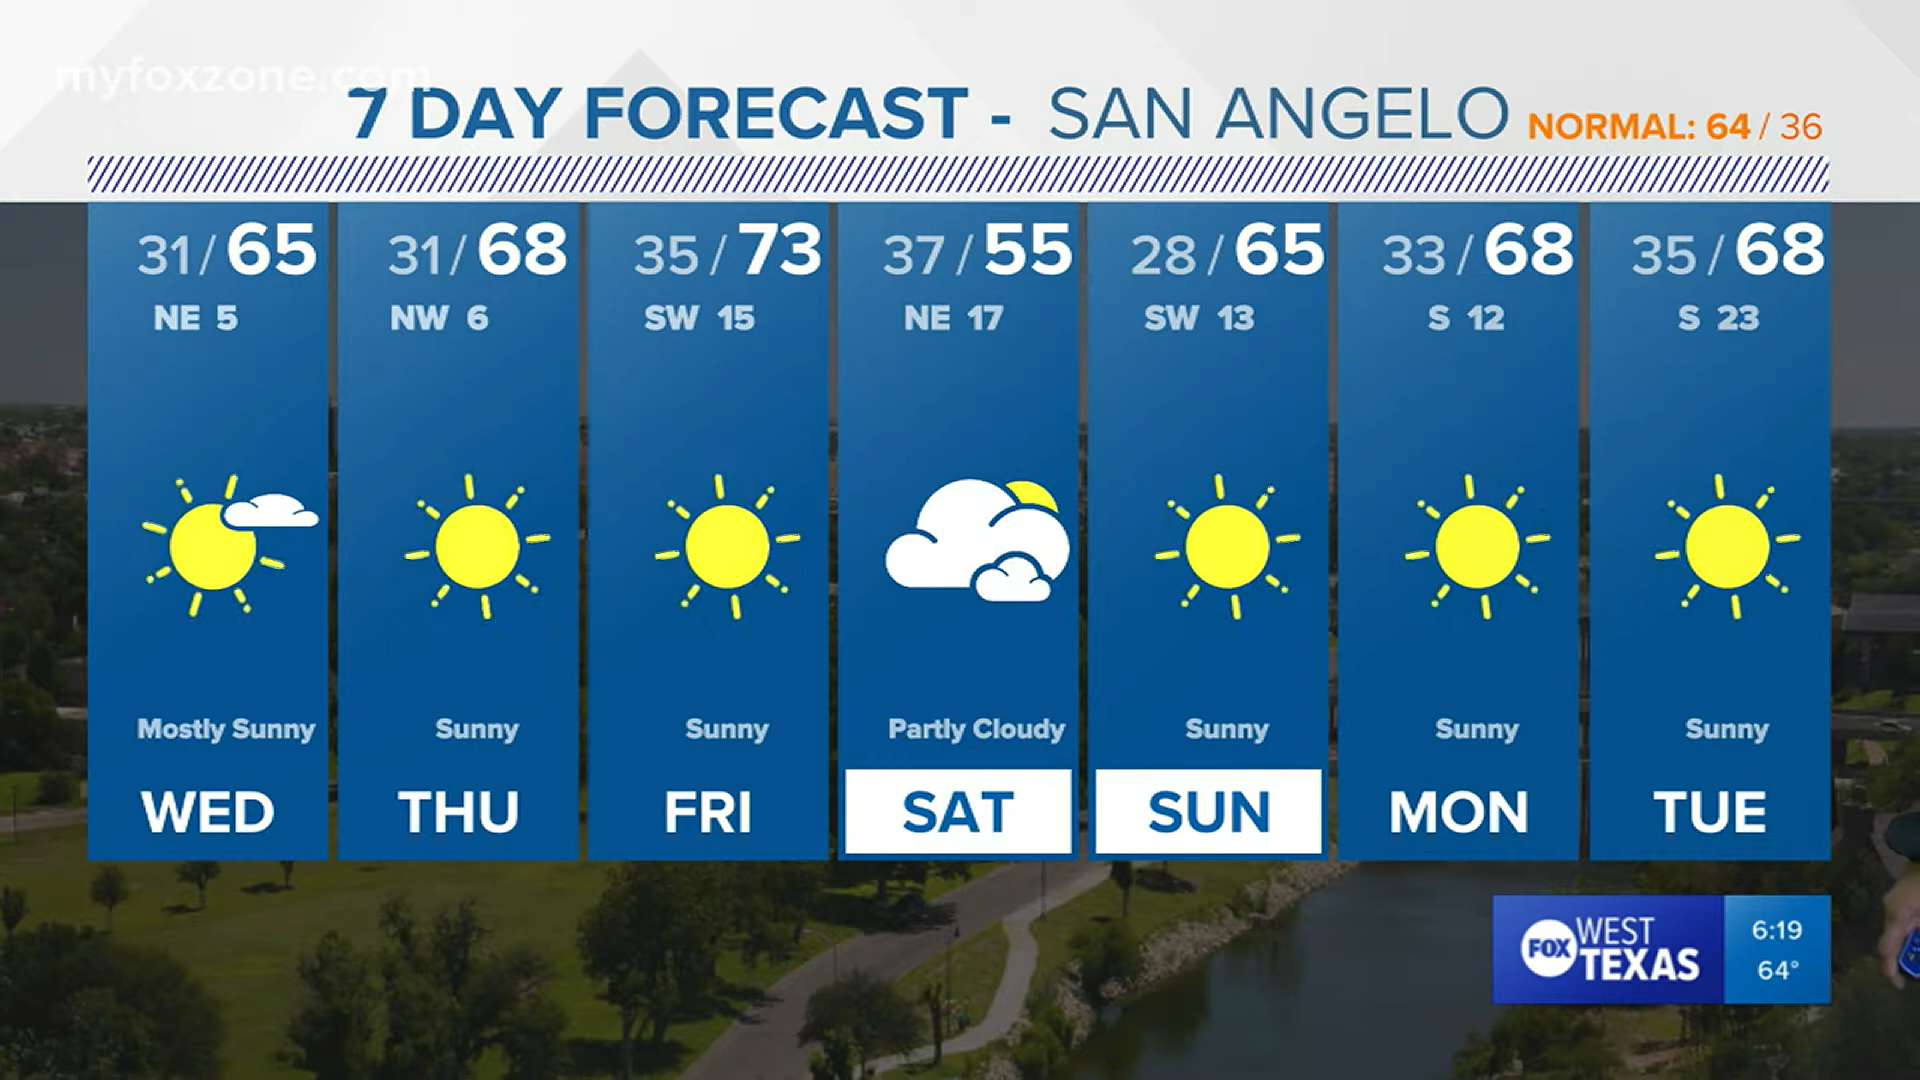 myfoxzone.com
7 DAY FORECAST - SAN ANGELO NORMAL: 64 / 36
31/65 31/68 35/73 37/55 28/65 33/68 35/68
NE 5 NW 6 SW 15 NE 17 SW 13 S 12 S 23
Mostly Sunny Sunny Sunny Partly Cloudy Sunny Sunny Sunny
WED THU FRI SAT SUN MON TUE
FOX WEST TEXAS
6:19
64°